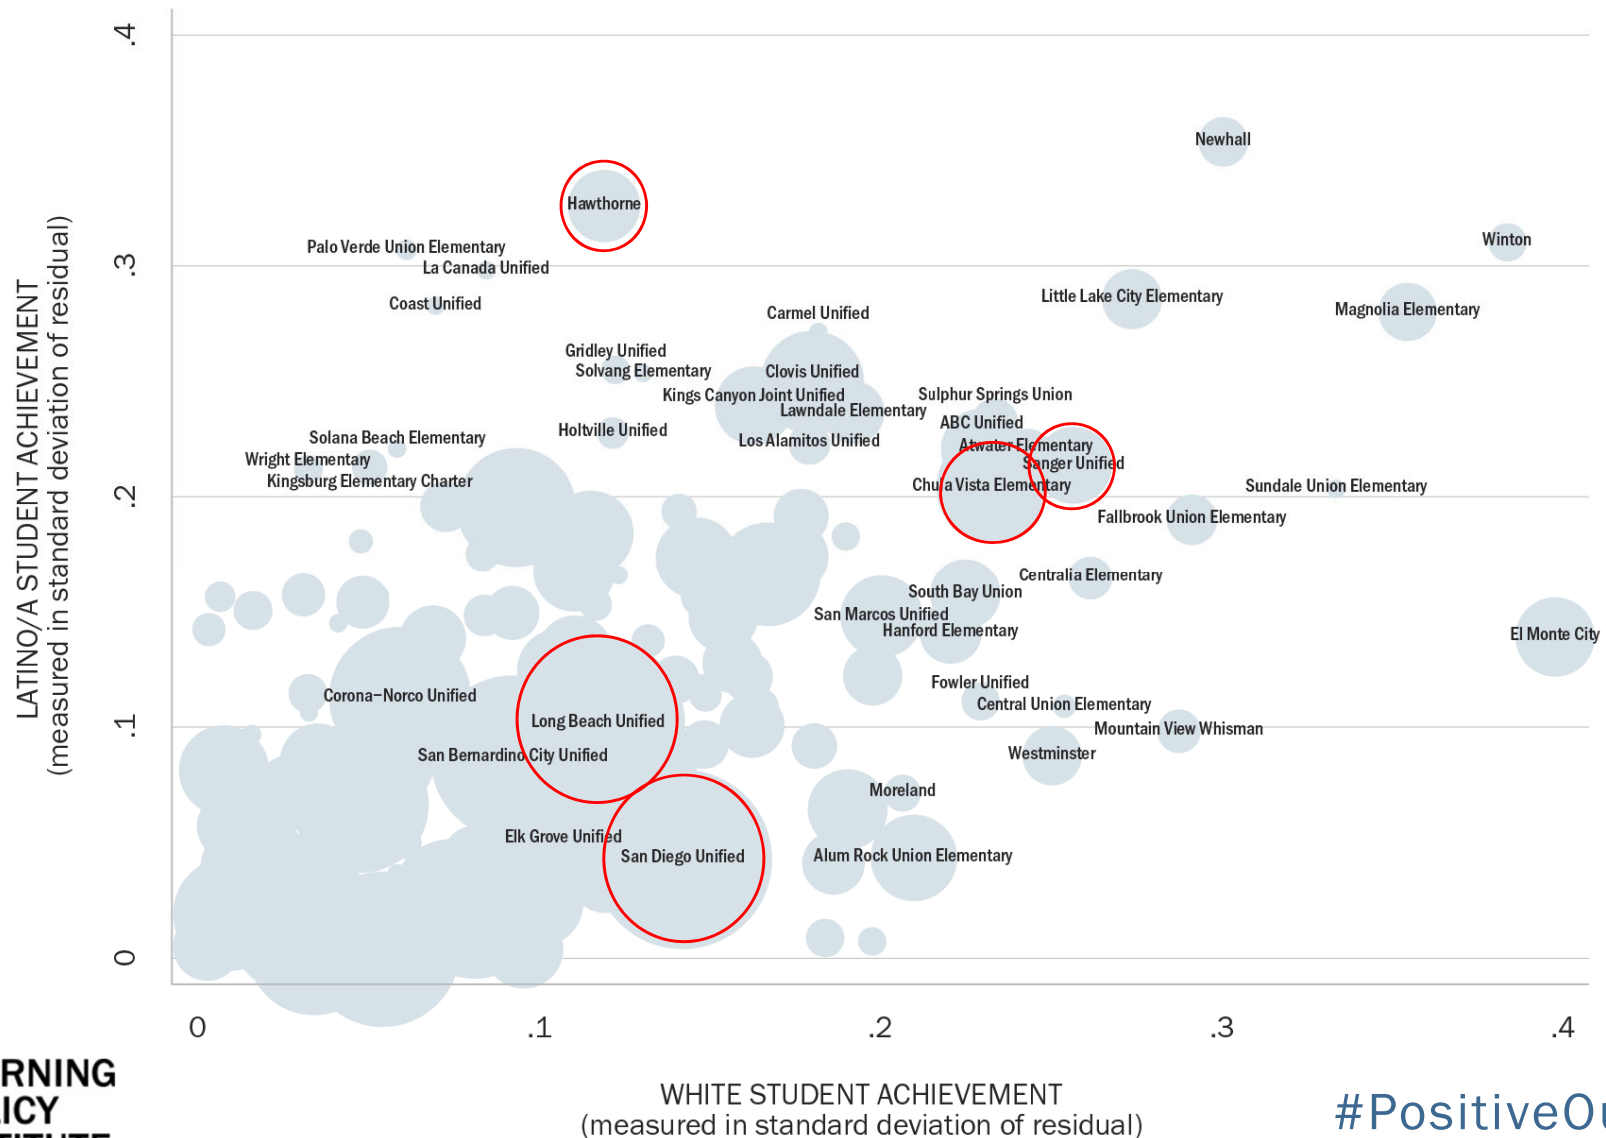 .4
.3
.2
.1
0
LATINO/A STUDENT ACHIEVEMENT
(measured in standard deviation of residual)
Newhall
Hawthorne
Winton
Palo Verde Union Elementary
La Canada Unified
Coast Unified
Little Lake City Elementary
Magnolia Elementary
Carmel Unified
Gridley Unified
Solvang Elementary
Clovis Unified
Kings Canyon Joint Unified
Lawndale Elementary
Sulphur Springs Union
ABC Unified
Holtville Unified
Los Alamitos Unified
Atwater Elementary
Solana Beach Elementary
Wright Elementary
Sanger Unified
Kingsburg Elementary Charter
Chula Vista Elementary
Sundale Union Elementary
Fallbrook Union Elementary
Centralia Elementary
South Bay Union
San Marcos Unified
Hanford Elementary
El Monte City
Fowler Unified
Corona–Norco Unified
Central Union Elementary
Long Beach Unified
Mountain View Whisman
San Bernardino City Unified
Westminster
Moreland
Elk Grove Unified
San Diego Unified
Alum Rock Union Elementary
0 .1 .2 .3 .4
WHITE STUDENT ACHIEVEMENT
(measured in standard deviation of residual)
RNING
ICY
#PositiveOu